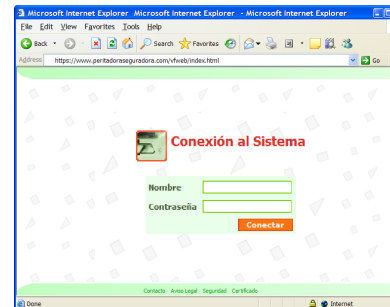 Microsoft Internet Explorer Microsoft Internet Explorer - Microsoft Internet Explorer
File Edit View Favorites Tools Help
Back Search Favorites
Address https://www.peritadoraseguradora.com/vfweb/index.html Go
Conexión al Sistema
Nombre
Contraseña
Conectar
Contacto Aviso Legal Seguridad Certificado
Done Internet